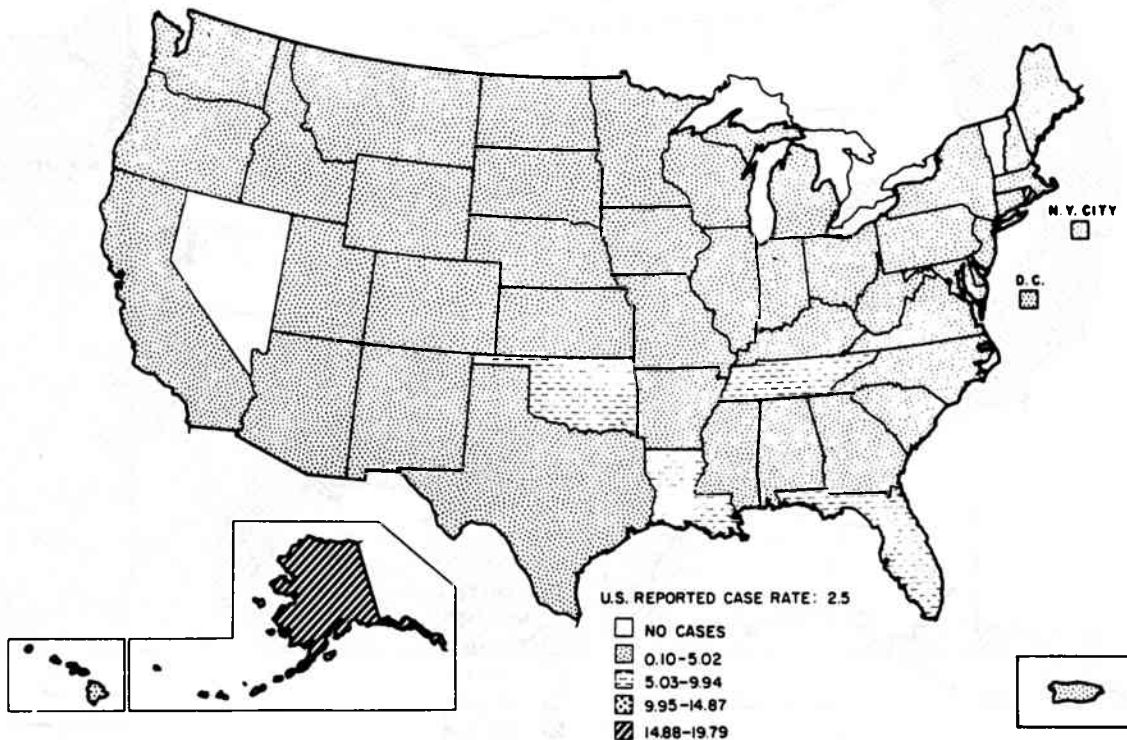 N.Y. CITY
D.C.
U.S. REPORTED CASE RATE: 2.5
NO CASES
0.10-5.02
5.03-9.94
9.95-14.87
14.88-19.79